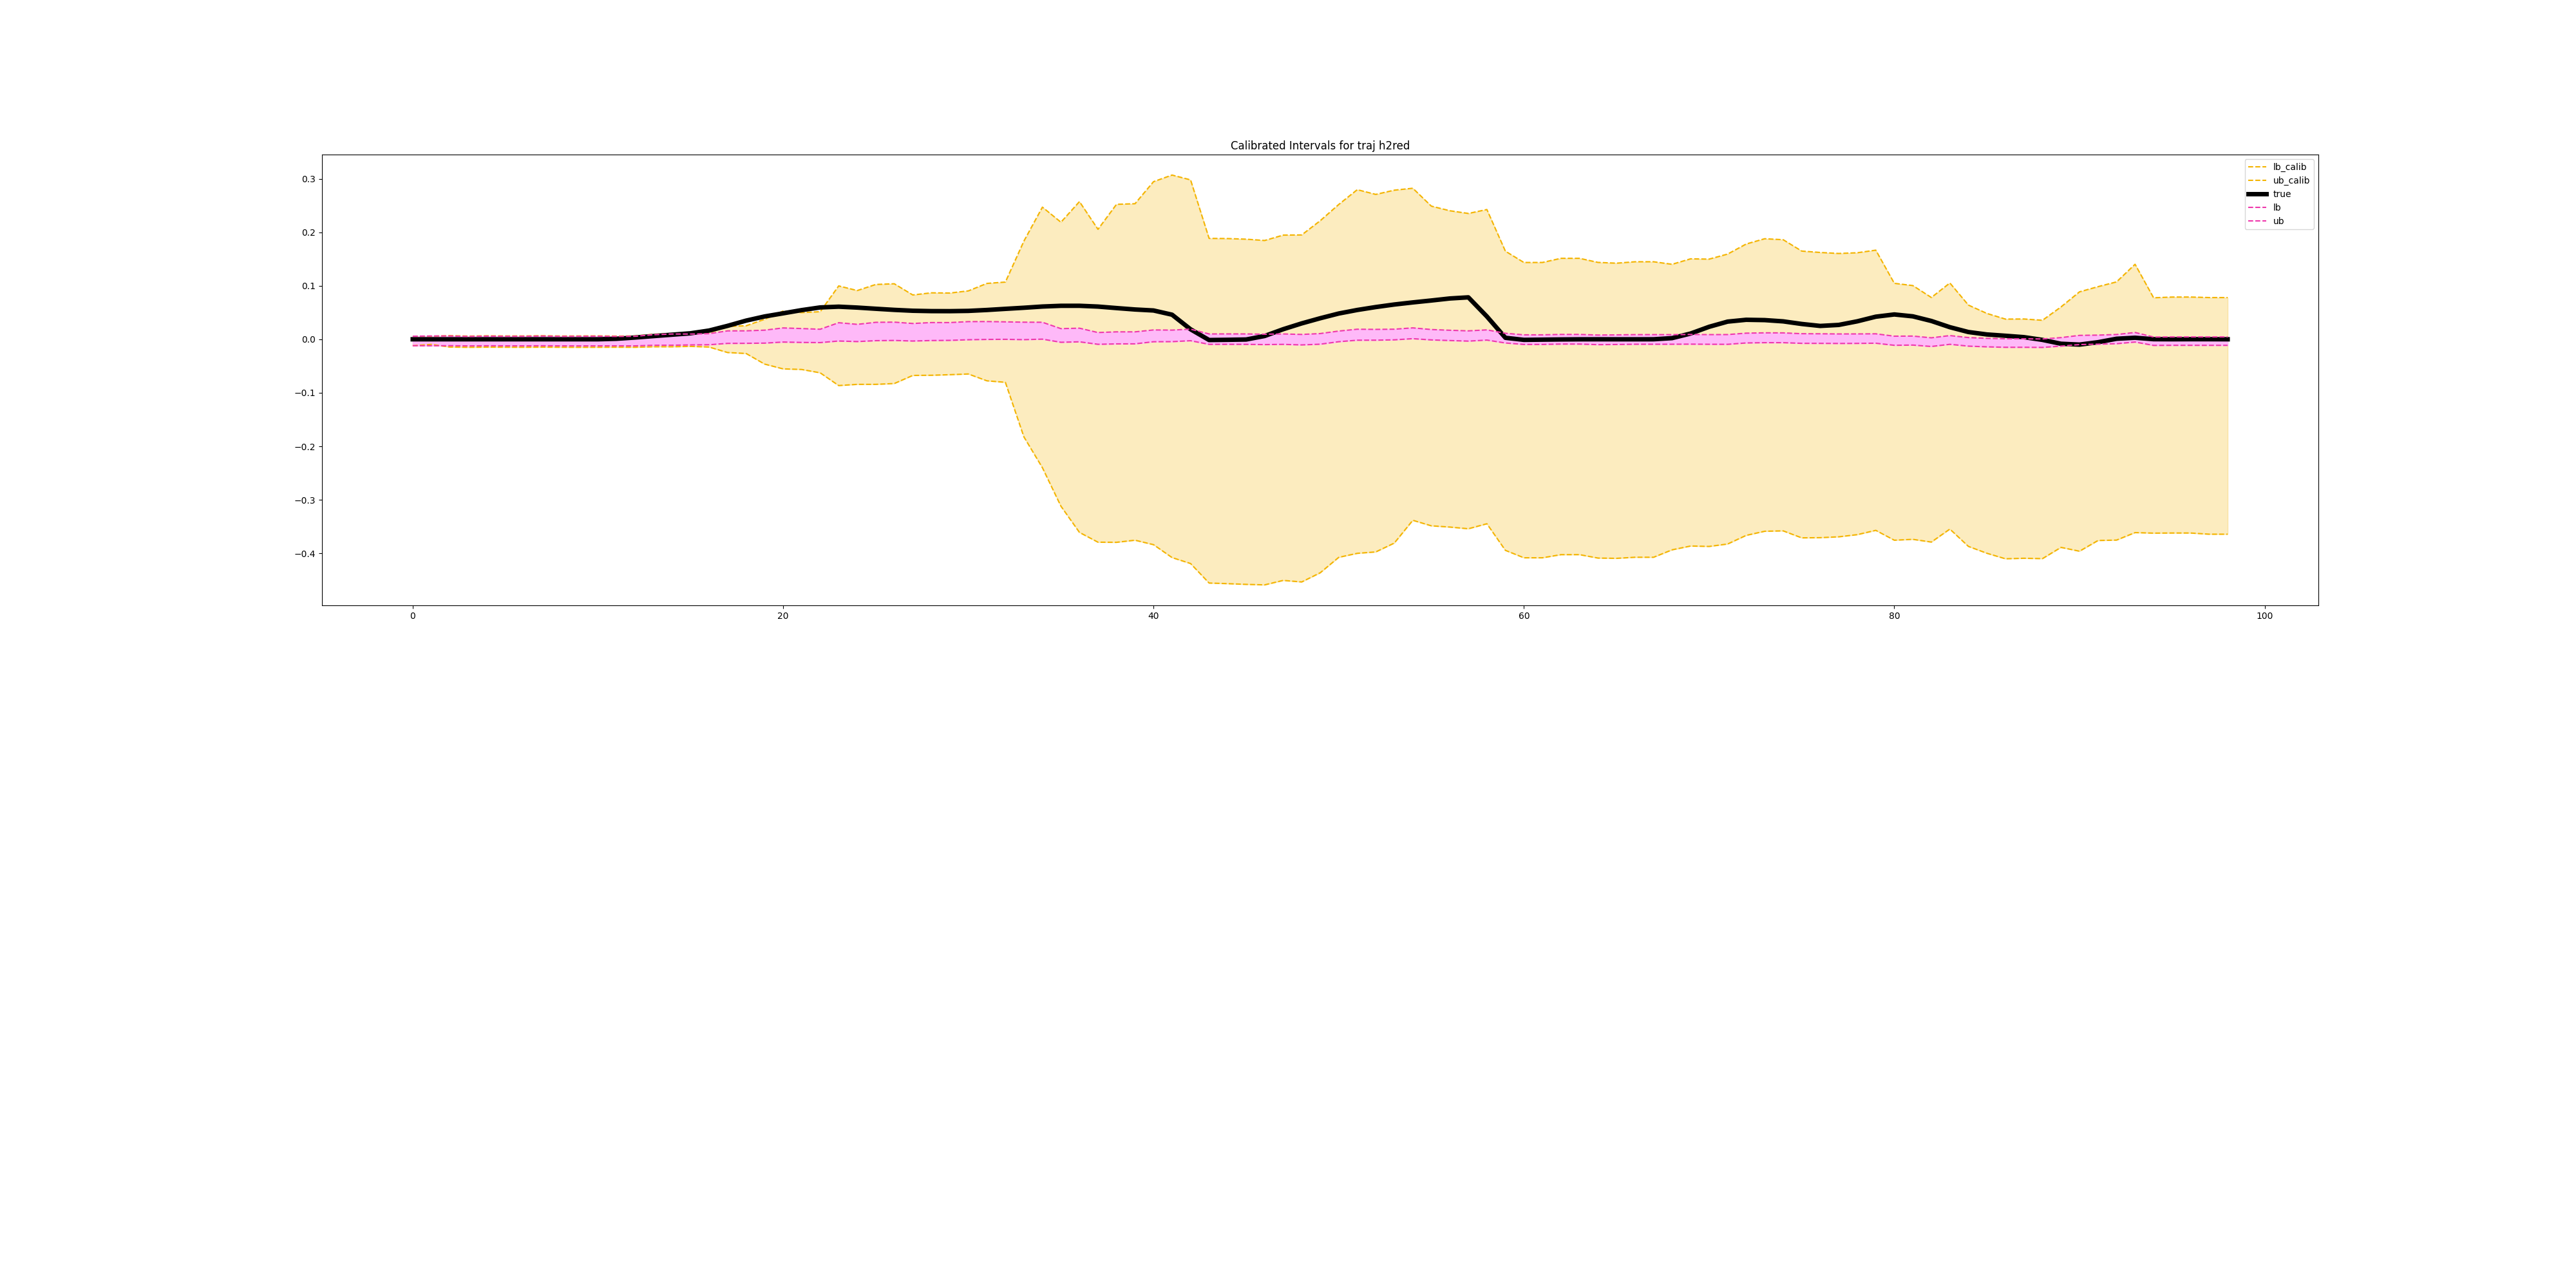 Calibrated Intervals for traj h2red
lb_calib
ub_calib
true
lb
ub
0.3
0.2
0.1
0.0
−0.1
−0.2
−0.3
−0.4
0 20 40 60 80 100